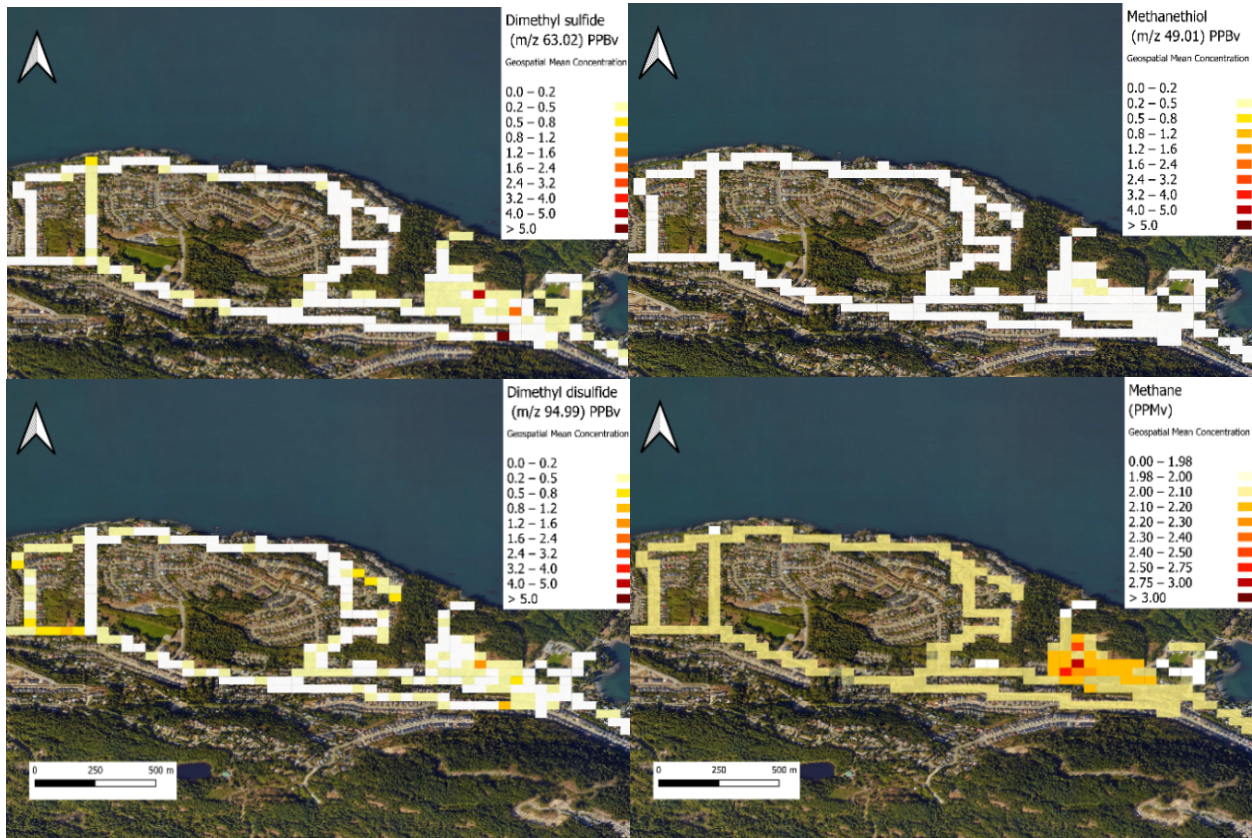 Dimethyl sulfide
(m/z 63.02) PPBv
Geospatial Mean Concentration
0.0 – 0.2
0.2 – 0.5
0.5 – 0.8
0.8 – 1.2
1.2 – 1.6
1.6 – 2.4
2.4 – 3.2
3.2 – 4.0
4.0 – 5.0
> 5.0
Methanethiol
(m/z 49.01) PPBv
Geospatial Mean Concentration
0.0 – 0.2
0.2 – 0.5
0.5 – 0.8
0.8 – 1.2
1.2 – 1.6
1.6 – 2.4
2.4 – 3.2
3.2 – 4.0
4.0 – 5.0
> 5.0
Dimethyl disulfide
(m/z 94.99) PPBv
Geospatial Mean Concentration
0.0 – 0.2
0.2 – 0.5
0.5 – 0.8
0.8 – 1.2
1.2 – 1.6
1.6 – 2.4
2.4 – 3.2
3.2 – 4.0
4.0 – 5.0
> 5.0
0 250 500 m
Methane
(PPMv)
Geospatial Mean Concentration
0.00 – 1.98
1.98 – 2.00
2.00 – 2.10
2.10 – 2.20
2.20 – 2.30
2.30 – 2.40
2.40 – 2.50
2.50 – 2.75
2.75 – 3.00
> 3.00
0 250 500 m